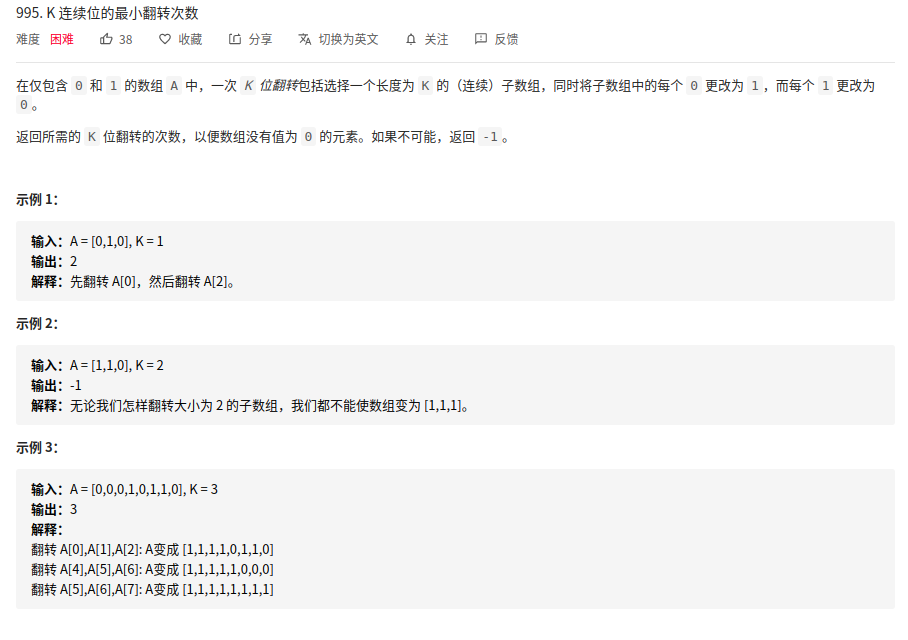 995. K 连续位的最小翻转次数
难度 困难 38 收藏 分享 切换为英文 关注 反馈
在仅包含 0 和 1 的数组 A 中，一次 K 位翻转包括选择一个长度为 K 的（连续）子数组，同时将子数组中的每个 0 更改为 1，而每个 1 更改为
0。
返回所需的 K 位翻转的次数，以便数组没有值为 0 的元素。如果不可能，返回 -1。
示例 1：
输入：A = [0,1,0], K = 1
输出：2
解释：先翻转 A[0]，然后翻转 A[2]。
示例 2：
输入：A = [1,1,0], K = 2
输出：-1
解释：无论我们怎样翻转大小为 2 的子数组，我们都不能使数组变为 [1,1,1]。
示例 3：
输入：A = [0,0,0,1,0,1,1,0], K = 3
输出：3
解释：
翻转 A[0],A[1],A[2]: A变成 [1,1,1,1,0,1,1,0]
翻转 A[4],A[5],A[6]: A变成 [1,1,1,1,1,0,0,0]
翻转 A[5],A[6],A[7]: A变成 [1,1,1,1,1,1,1,1]